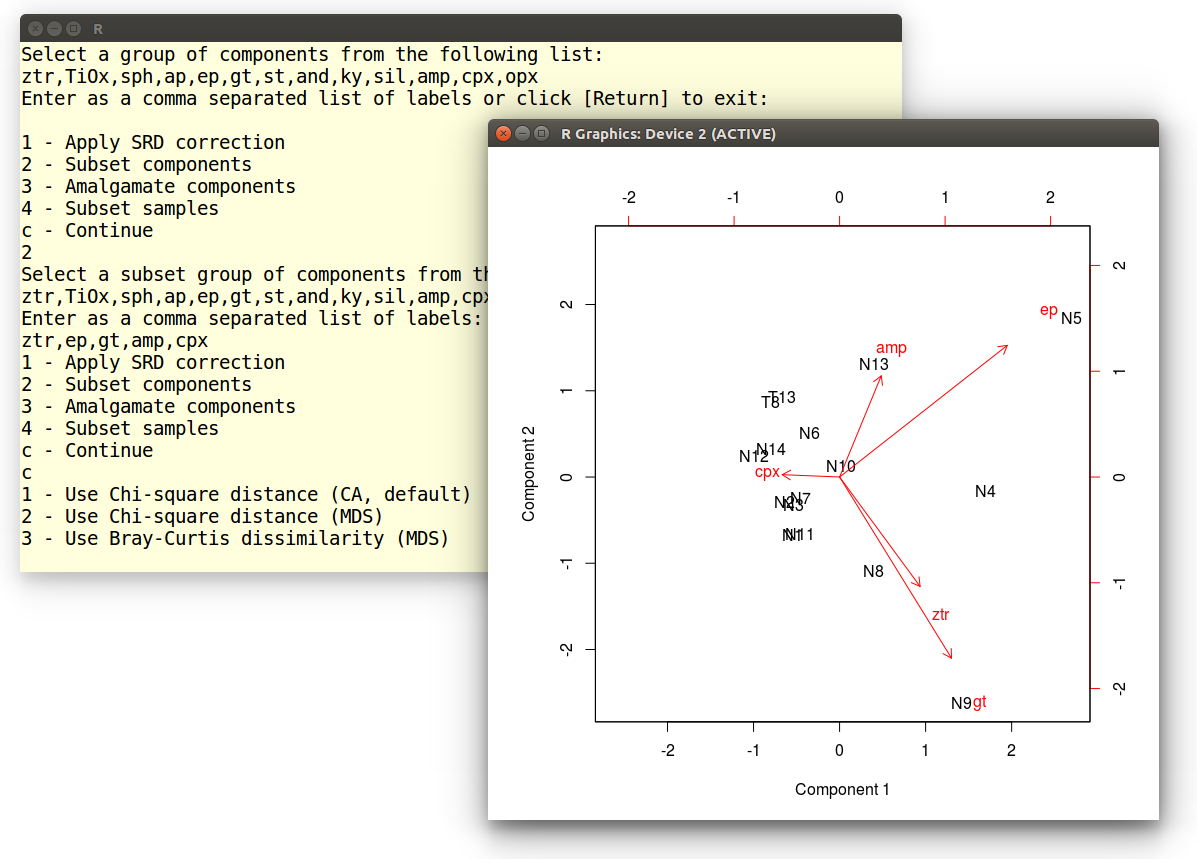 R
Select a group of components from the following list:
ztr,TiOx,sph,ap,ep,gt,st,and,ky,sil,amp,cpx,opx
Enter as a comma separated list of labels or click [Return] to exit:
1 - Apply SRD correction
2 - Subset components
3 - Amalgamate components
4 - Subset samples
c - Continue
2
Select a subset group of components from th
ztr,TiOx,sph,ap,ep,gt,st,and,ky,sil,amp,cpx
Enter as a comma separated list of labels:
ztr,ep,gt,amp,cpx
1 - Apply SRD correction
2 - Subset components
3 - Amalgamate components
4 - Subset samples
c - Continue
c
1 - Use Chi-square distance (CA, default)
2 - Use Chi-square distance (MDS)
3 - Use Bray-Curtis dissimilarity (MDS)
R Graphics: Device 2 (ACTIVE)
-2 -1 0 1 2
2 1 0 -1 -2
Component 2
2 1 0 -1 -2
ep
N5
amp
N13
T13
T8
N6
N14
N12
N10
cpx
N7
N2
N3
N4
N1
N11
N8
ztr
N9
gt
-2 -1 0 1 2
Component 1